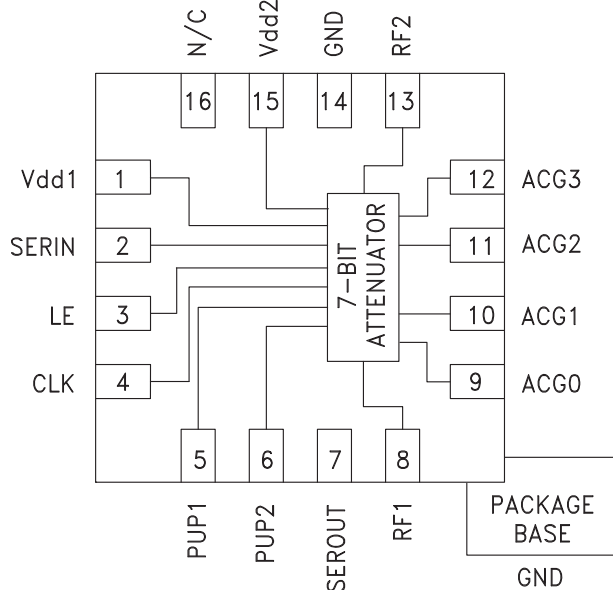 N/C
Vdd2
GND
RF2
16
15
14
13
Vdd1
1
12
ACG3
SERIN
2
11
ACG2
7-BIT
ATTENUATOR
LE
3
10
ACG1
CLK
4
9
ACG0
5
6
7
8
PUP1
PUP2
SEROUT
RF1
PACKAGE
BASE
GND